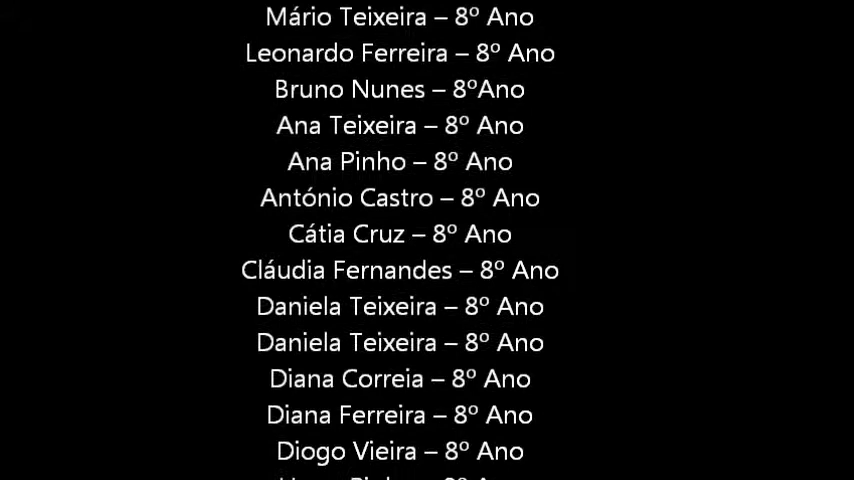 Mário Teixeira – 8º Ano
Leonardo Ferreira – 8º Ano
Bruno Nunes – 8ºAno
Ana Teixeira – 8º Ano
Ana Pinho – 8º Ano
António Castro – 8º Ano
Cátia Cruz – 8º Ano
Cláudia Fernandes – 8º Ano
Daniela Teixeira – 8º Ano
Daniela Teixeira – 8º Ano
Diana Correia – 8º Ano
Diana Ferreira – 8º Ano
Diogo Vieira – 8º Ano